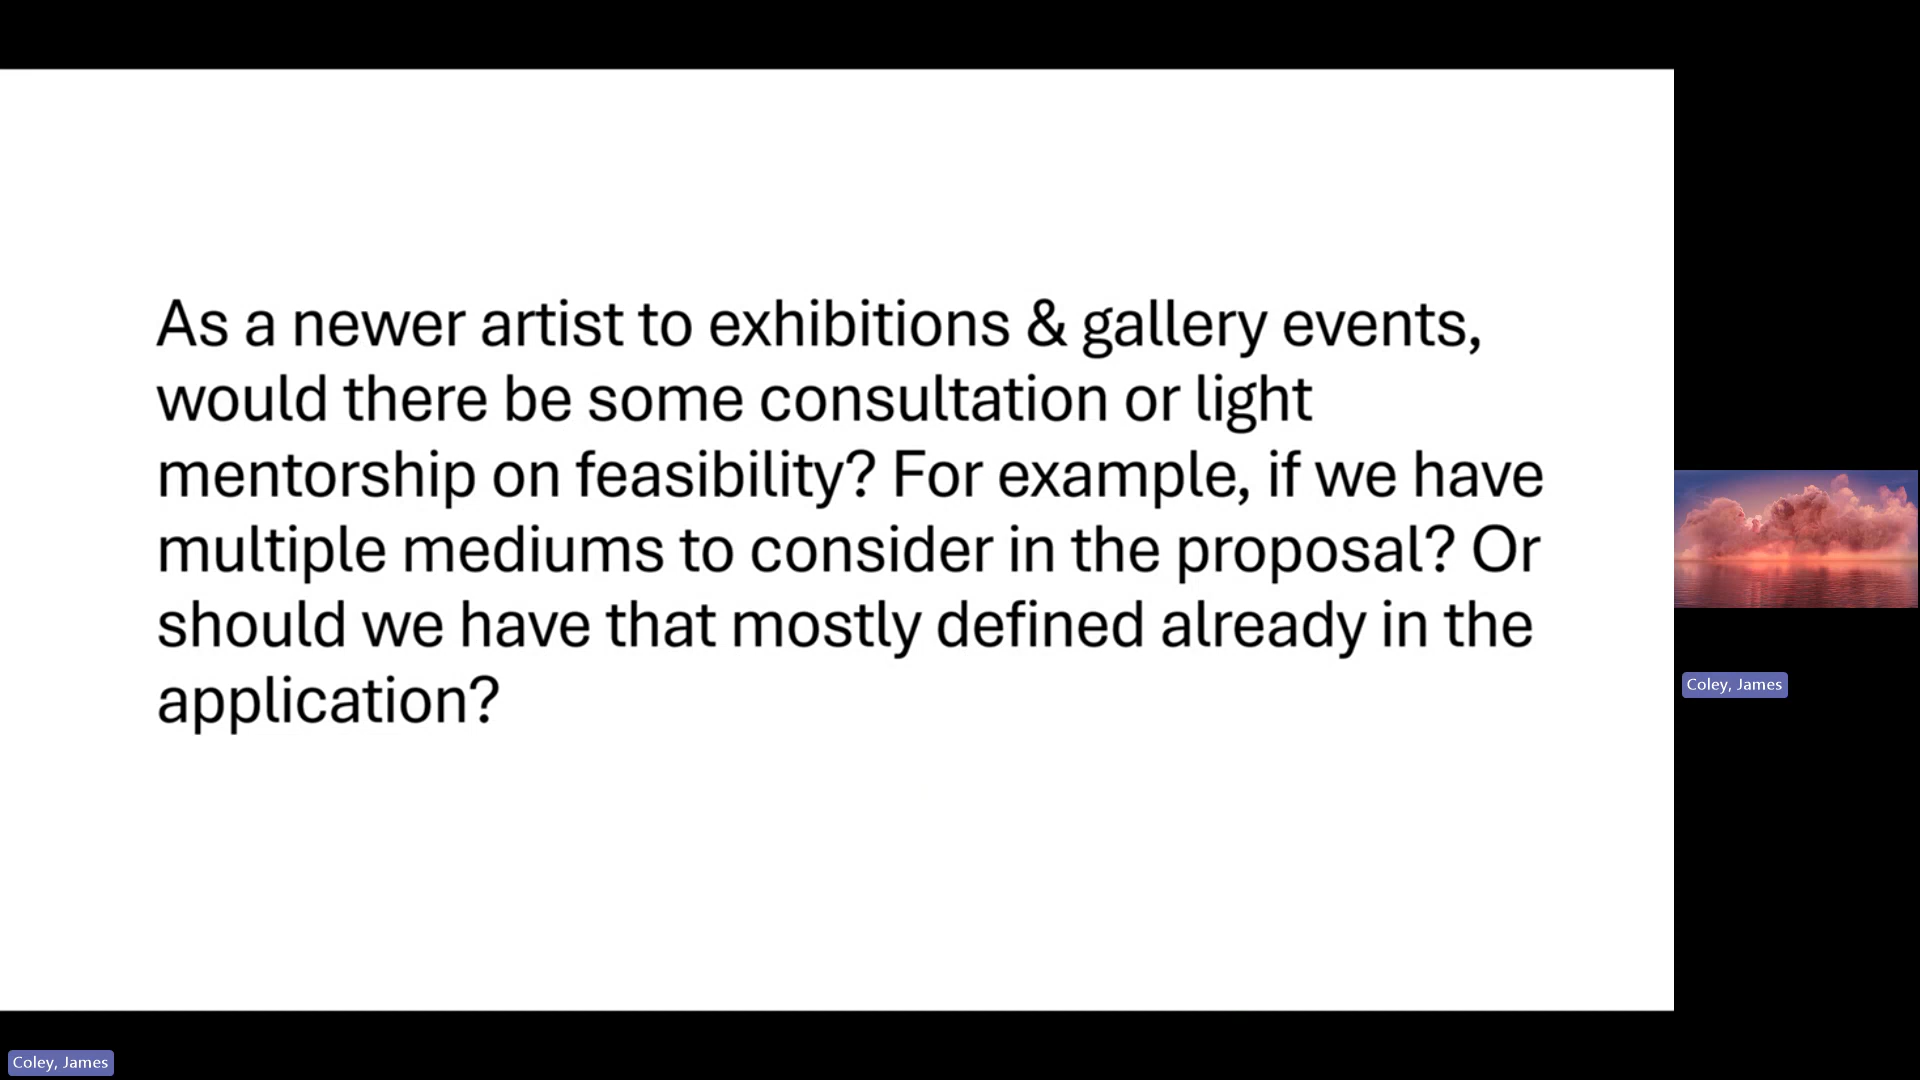 As a newer artist to exhibitions & gallery events,
would there be some consultation or light
mentorship on feasibility? For example, if we have
multiple mediums to consider in the proposal? Or
should we have that mostly defined already in the
application?
Coley, James
Coley, James